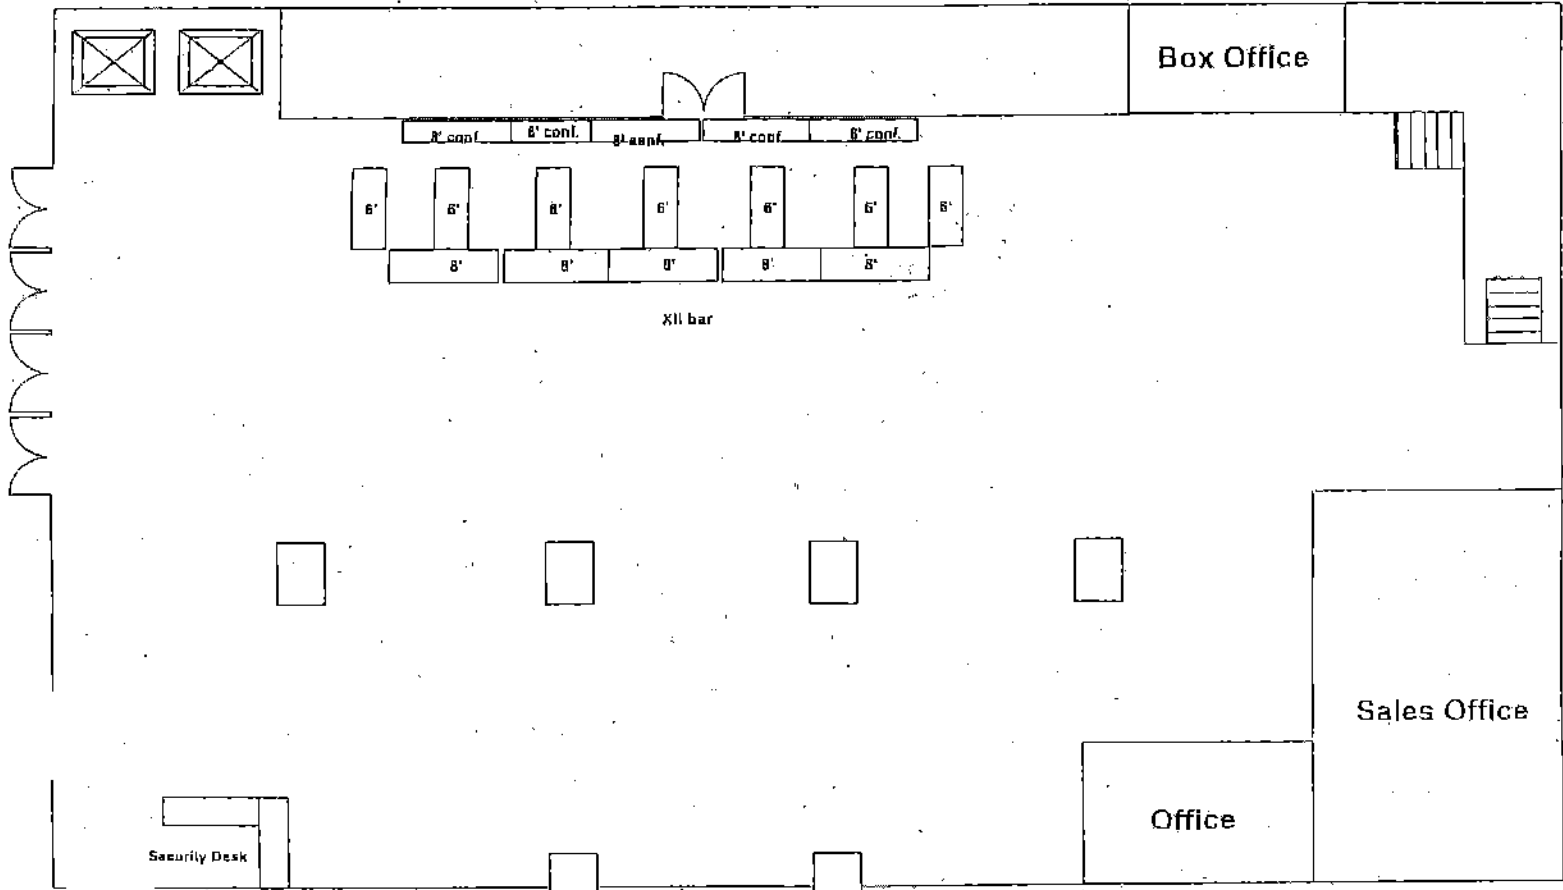 Box Office
8' conf. 6' conf. 8' conf. 8' conf. 8' conf.
6' 6' 6' 6' 6' 6' 6'
8' 8' 8' 8' 8'
XII bar
Sales Office
Office
Security Desk